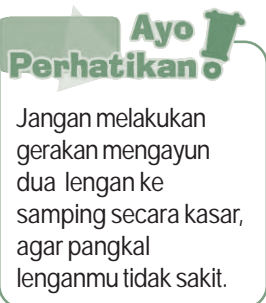 Ayo
Perhatikan
Jangan melakukan
gerakan mengayun
dua lengan ke
samping secara kasar,
agar pangkal
lenganmu tidak sakit.